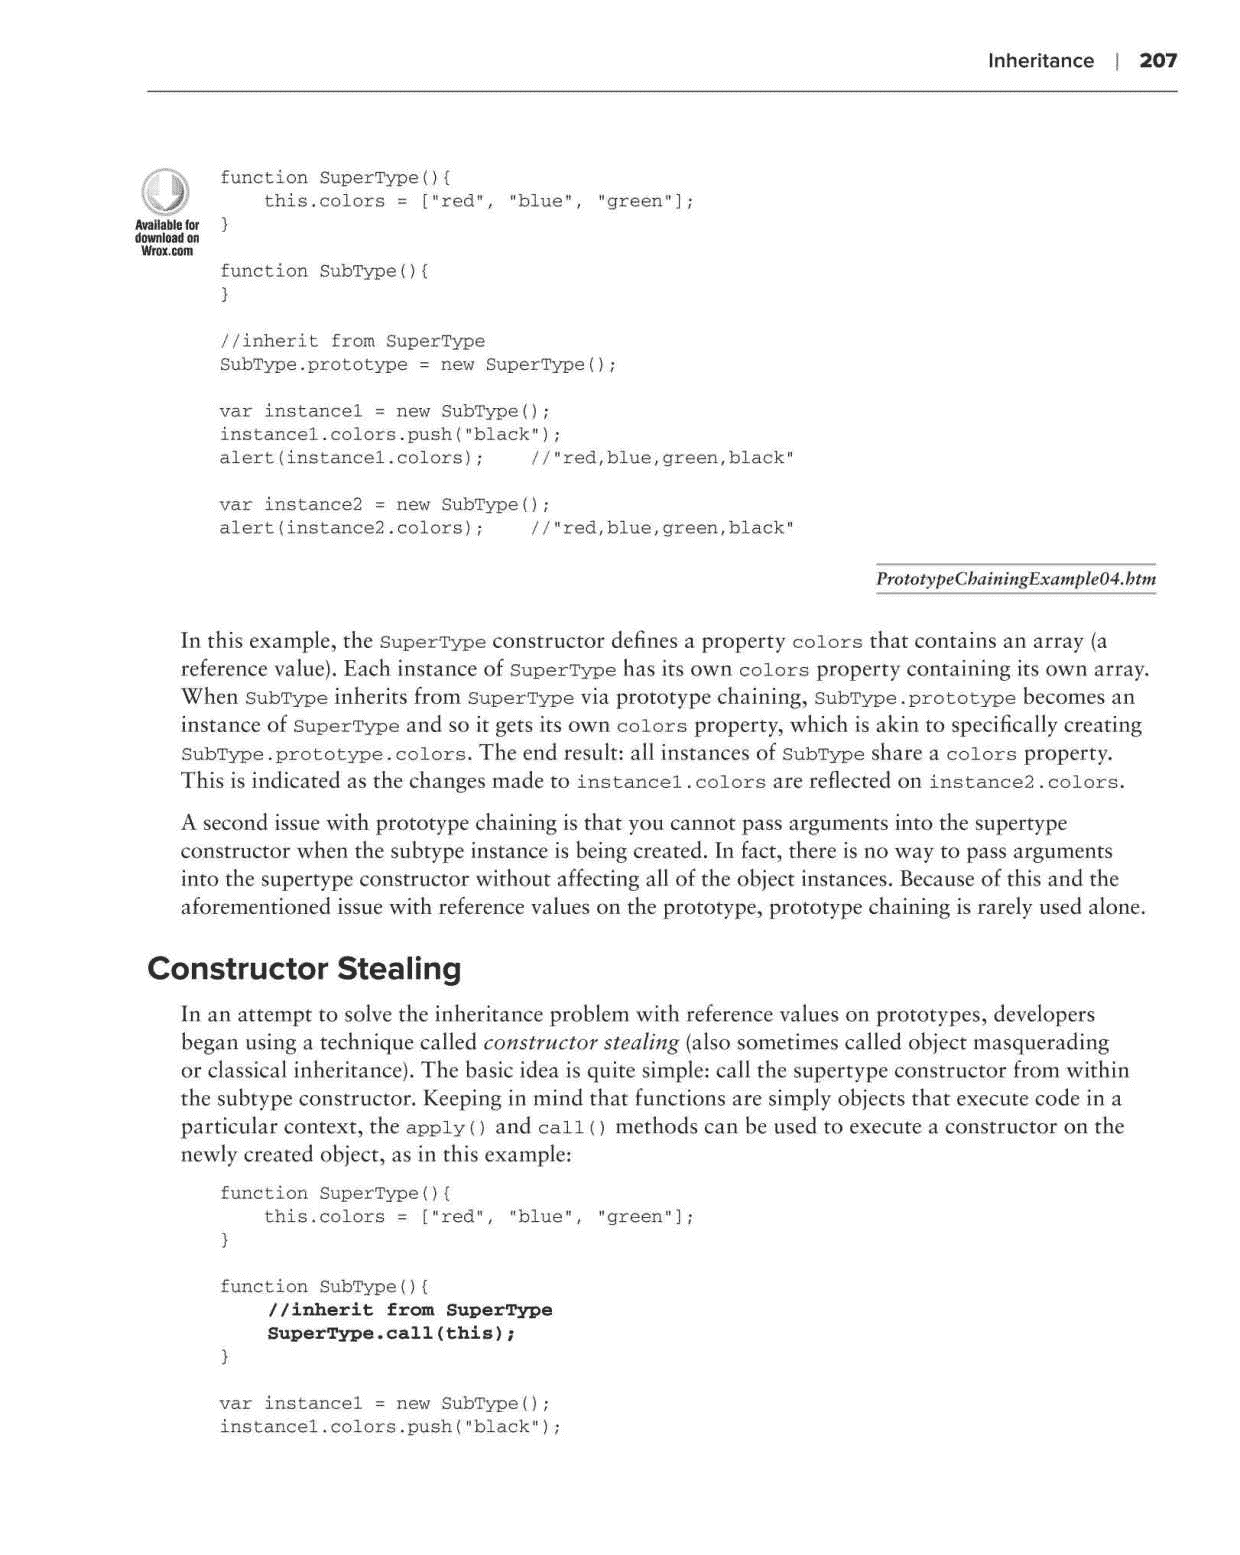 Inheritance | 207
function SuperType(){
    this.colors = ["red", "blue", "green"];
}
Available for
download on
Wrox.com
function SubType(){
}
//inherit from SuperType
SubType.prototype = new SuperType();
var instance1 = new SubType();
instance1.colors.push("black");
alert(instance1.colors);    //"red,blue,green,black"
var instance2 = new SubType();
alert(instance2.colors);    //"red,blue,green,black"
PrototypeChainingExample04.htm
In this example, the SuperType constructor defines a property colors that contains an array (a
reference value). Each instance of SuperType has its own colors property containing its own array.
When SubType inherits from SuperType via prototype chaining, SubType.prototype becomes an
instance of SuperType and so it gets its own colors property, which is akin to specifically creating
SubType.prototype.colors. The end result: all instances of SubType share a colors property.
This is indicated as the changes made to instance1.colors are reflected on instance2.colors.
A second issue with prototype chaining is that you cannot pass arguments into the supertype
constructor when the subtype instance is being created. In fact, there is no way to pass arguments
into the supertype constructor without affecting all of the object instances. Because of this and the
aforementioned issue with reference values on the prototype, prototype chaining is rarely used alone.
Constructor Stealing
In an attempt to solve the inheritance problem with reference values on prototypes, developers
began using a technique called constructor stealing (also sometimes called object masquerading
or classical inheritance). The basic idea is quite simple: call the supertype constructor from within
the subtype constructor. Keeping in mind that functions are simply objects that execute code in a
particular context, the apply() and call() methods can be used to execute a constructor on the
newly created object, as in this example:
function SuperType(){
    this.colors = ["red", "blue", "green"];
}
function SubType(){
    //inherit from SuperType
    SuperType.call(this);
}
var instance1 = new SubType();
instance1.colors.push("black");